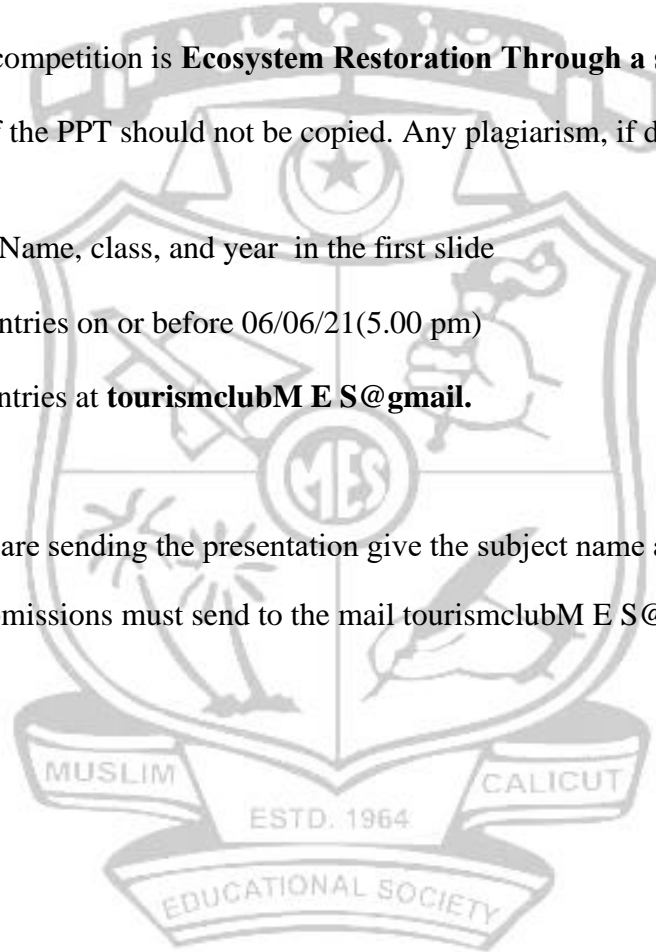 competition is Ecosystem Restoration Through a
the PPT should not be copied. Any plagiarism, if
Name, class, and year in the first slide
ntries on or before 06/06/21(5.00 pm)
ntries at tourismclubM E S@gmail.
MES
are sending the presentation give the subject name
missions must send to the mail tourismclubM E S@
MUSLIM
CALICUT
ESTD. 1964
EDUCATIONAL SOCIETY